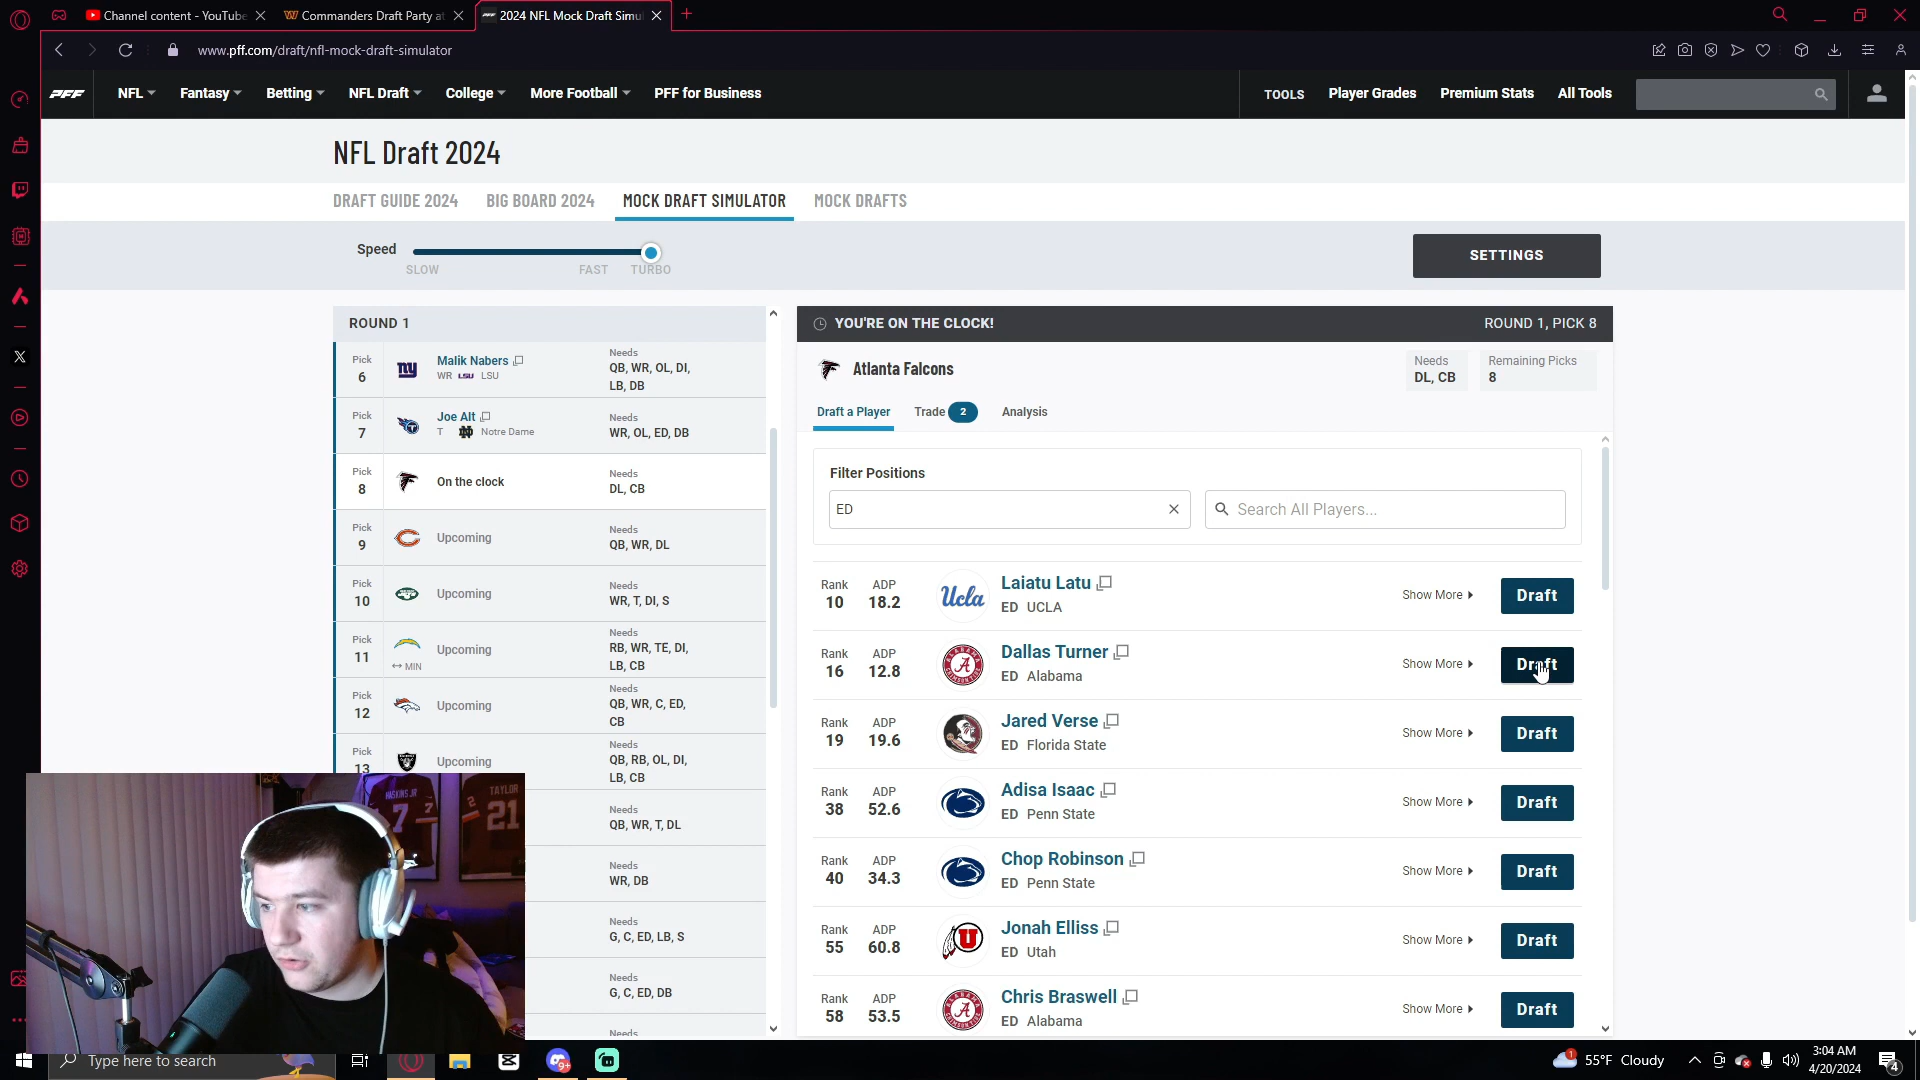 Channel content - YouTube
Commanders Draft Party at
2024 NFL Mock Draft Simu
www.pff.com/draft/nfl-mock-draft-simulator
PFF
NFL
Fantasy
Betting
NFL Draft
College
More Football
PFF for Business
TOOLS
Player Grades
Premium Stats
All Tools
NFL Draft 2024
DRAFT GUIDE 2024
BIG BOARD 2024
MOCK DRAFT SIMULATOR
MOCK DRAFTS
Speed
SLOW
FAST
TURBO
SETTINGS
ROUND 1
Pick 6
ny
Malik Nabers
WR LSU LSU
Needs
QB, WR, OL, DI,
LB, DB
Pick 7
Joe Alt
T Notre Dame
Needs
WR, OL, ED, DB
Pick 8
On the clock
Needs
DL, CB
Pick 9
Upcoming
Needs
QB, WR, DL
Pick 10
Upcoming
Needs
WR, T, DI, S
Pick 11
↔ MIN
Upcoming
Needs
RB, WR, TE, DI,
LB, CB
Pick 12
Upcoming
Needs
QB, WR, C, ED,
CB
Pick 13
Upcoming
Needs
QB, RB, OL, DI,
LB, CB
Needs
QB, WR, T, DL
Needs
WR, DB
Needs
G, C, ED, LB, S
Needs
G, C, ED, DB
Needs
YOU'RE ON THE CLOCK!
ROUND 1, PICK 8
Atlanta Falcons
Needs
DL, CB
Remaining Picks
8
Draft a Player
Trade 2
Analysis
Filter Positions
ED
Search All Players...
Rank 10
ADP 18.2
Ucla
Laiatu Latu
ED UCLA
Show More
Draft
Rank 16
ADP 12.8
Dallas Turner
ED Alabama
Show More
Draft
Rank 19
ADP 19.6
Jared Verse
ED Florida State
Show More
Draft
Rank 38
ADP 52.6
Adisa Isaac
ED Penn State
Show More
Draft
Rank 40
ADP 34.3
Chop Robinson
ED Penn State
Show More
Draft
Rank 55
ADP 60.8
Jonah Elliss
ED Utah
Show More
Draft
Rank 58
ADP 53.5
Chris Braswell
ED Alabama
Show More
Draft
HASKINS JR
7
TAYLOR
21
Type here to search
9+
1
55°F Cloudy
3:04 AM
4/20/2024
4